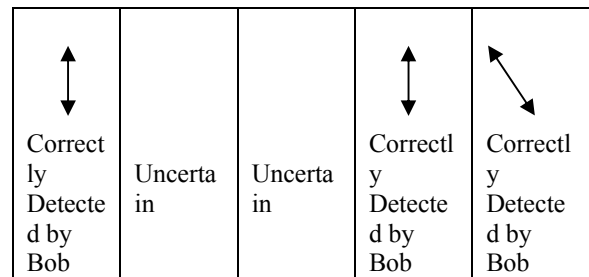 Correct
ly
Detecte
d by
Bob
Uncerta
in
Uncerta
in
Correctl
y
Detecte
d by
Bob
Correctl
y
Detecte
d by
Bob